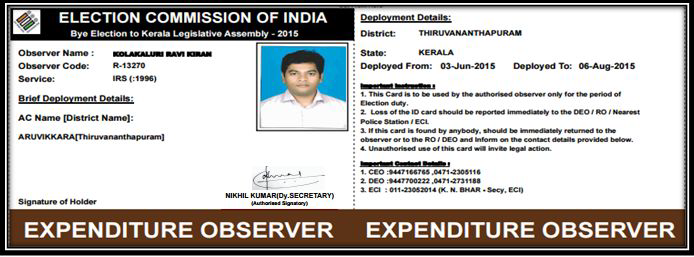 ELECTION COMMISSION OF INDIA
Bye Election to Kerala Legislative Assembly - 2015
Observer Name : KOLAKALURI RAVI KIRAN
Observer Code: R-13270
Service: IRS (:1996)
Brief Deployment Details:
AC Name [District Name]:
ARUVIKKARA[Thiruvananthapuram]
NIKHIL KUMAR(Dy.SECRETARY)
(Authorised Signatory)
Signature of Holder
EXPENDITURE OBSERVER
Deployment Details:
District: THIRUVANANTHAPURAM
State: KERALA
Deployed From: 03-Jun-2015 Deployed To: 06-Aug-2015
Important Instruction :
1. This Card is to be used by the authorised observer only for the period of
Election duty.
2. Loss of the ID card should be reported immediately to the DEO / RO / Nearest
Police Station / ECI.
3. If this card is found by anybody, should be immediately returned to the
observer or to the RO / DEO and Inform on the contact details provided below.
4. Unauthorised use of this card will invite legal action.
Important Contact Details :
1. CEO :9447166765 ,0471-2305116
2. DEO :9447700222 ,0471-2731188
3. ECI : 011-23052014 (K. N. BHAR - Secy, ECI)
EXPENDITURE OBSERVER